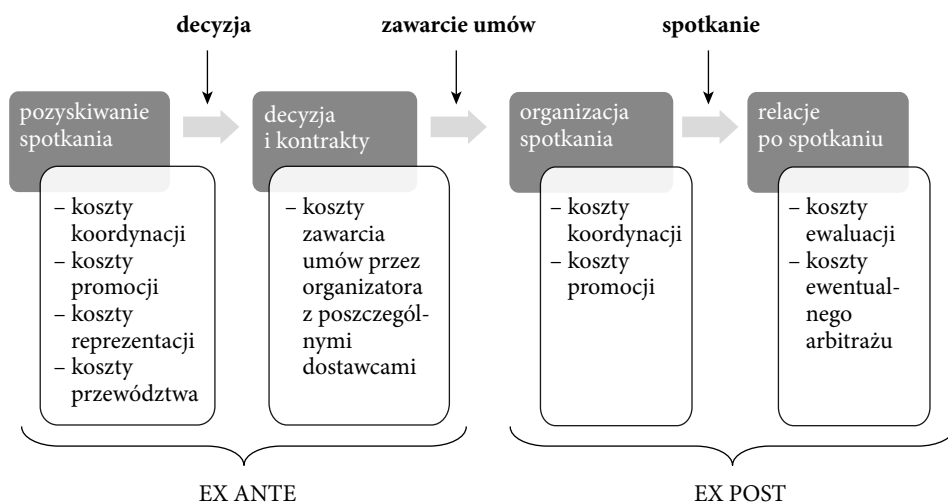 decyzja
zawarcie umów
spotkanie
pozyskiwanie
spotkania
decyzja
i kontrakty
organizacja
spotkania
relacje
po spotkaniu
– koszty
koordynacji
– koszty
promocji
– koszty
reprezentacji
– koszty
przewództwa
– koszty
zawarcia
umów przez
organizatora
z poszczegól-
nymi
dostawcami
– koszty
koordynacji
– koszty
promocji
– koszty
ewaluacji
– koszty
ewentual-
nego
arbitrażu
EX ANTE
EX POST